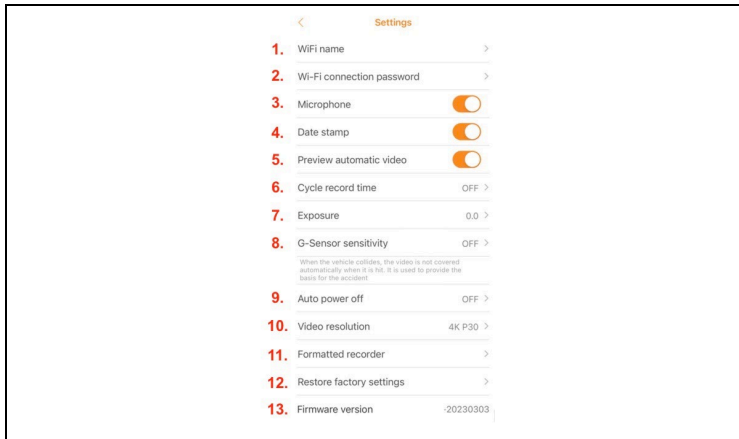 Settings
1. WiFi name
2. Wi-Fi connection password
3. Microphone
4. Date stamp
5. Preview automatic video
6. Cycle record time OFF
7. Exposure 0.0
8. G-Sensor sensitivity OFF
When the vehicle collides, the video is not covered
automatically when it is hit. It is used to provide the
basis for the accident
9. Auto power off OFF
10. Video resolution 4K P30
11. Formatted recorder
12. Restore factory settings
13. Firmware version -20230303